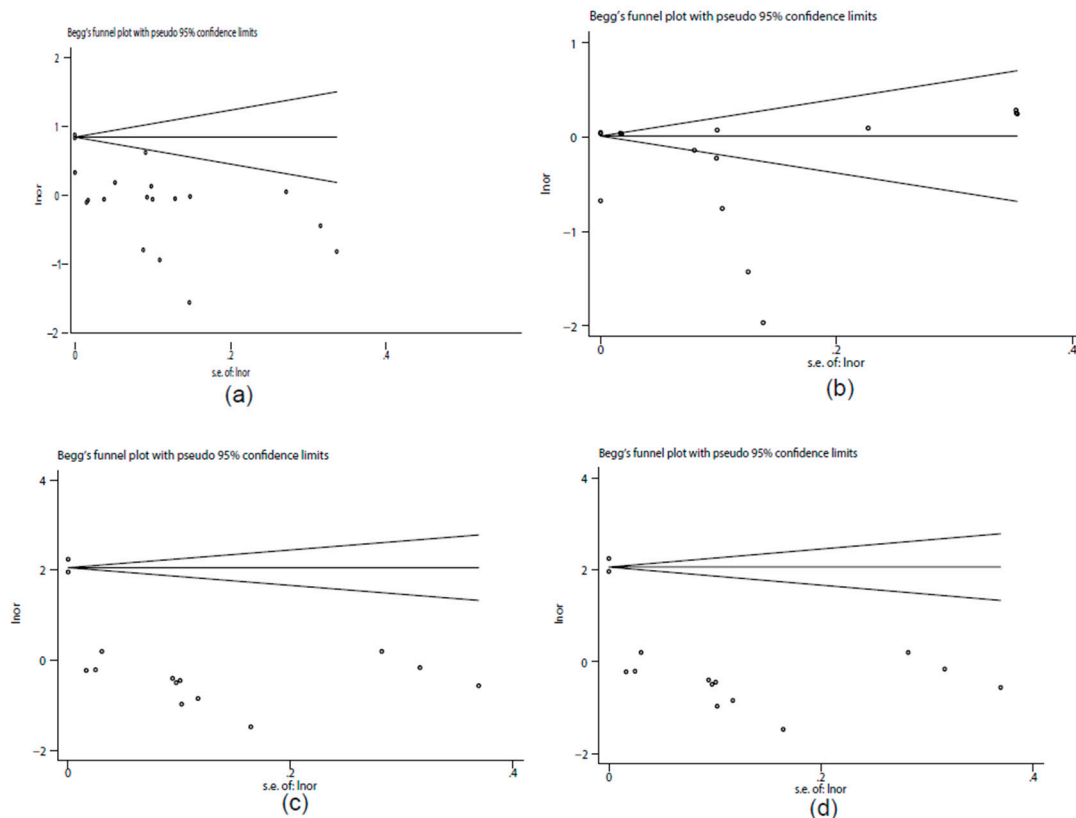 Begg's funnel plot with pseudo 95% confidence limits
2
1
0
−1
−2
lnor
0
.2
.4
s.e. of: lnor
(a)
Begg's funnel plot with pseudo 95% confidence limits
1
0
−1
−2
lnor
0
.2
.4
s.e. of: lnor
(b)
Begg's funnel plot with pseudo 95% confidence limits
4
2
0
−2
lnor
0
.2
.4
s.e. of: lnor
(c)
Begg's funnel plot with pseudo 95% confidence limits
4
2
0
−2
lnor
0
.2
.4
s.e. of: lnor
(d)